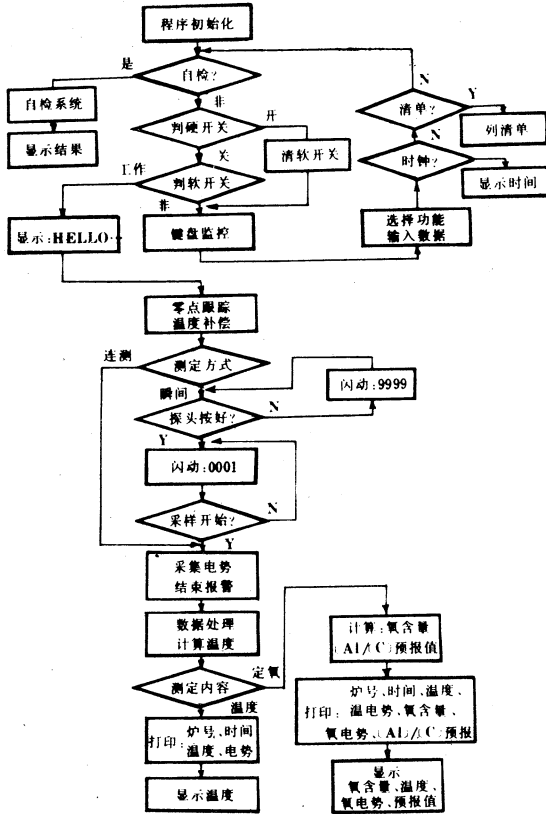 程序初始化
是
自检?
N
Y
非
自检系统
清单?
判硬开关
开
N
列清单
显示结果
关
清软开关
时钟?
工作
判软开关
显示时间
非
选择功能
输入数据
显示:HELLO…
键盘监控
零点跟踪
温度补偿
连测
测定方式
闪动:9999
瞬间
探头按好?
N
Y
闪动:0001
N
采样开始?
Y
采集电势
结束报警
数据处理
计算温度
计算:氧含量
〔Al〕/〔C〕预报值
定氧
测定内容
温度
炉号、时间、温度、
打印: 温电势、氧含量、
氧电势、〔Al〕/〔C〕预报
炉号、时间
打印:
温度、电势
显示
氧含量、温度、
氧电势、预报值
显示温度